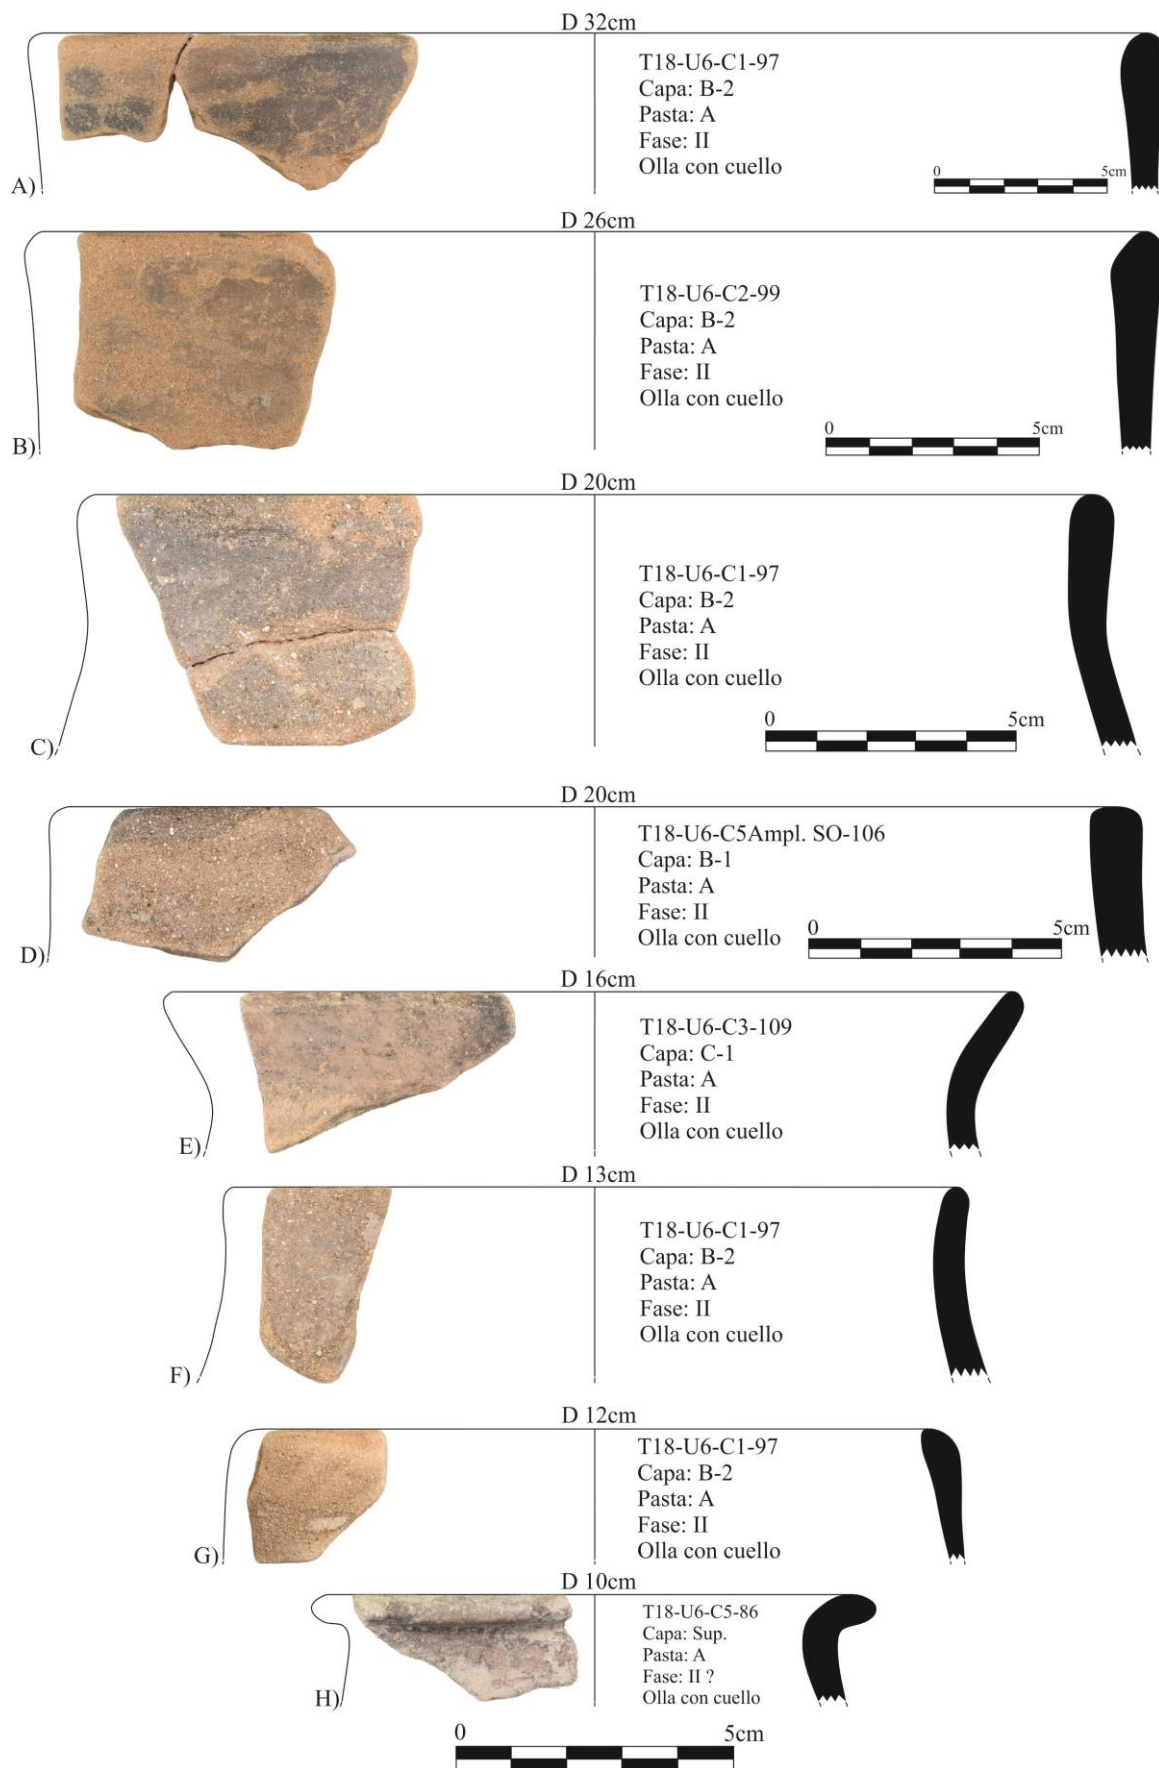 D 32cm
T18-U6-C1-97
Capa: B-2
Pasta: A
Fase: II
Olla con cuello
0 5cm
A)
D 26cm
T18-U6-C2-99
Capa: B-2
Pasta: A
Fase: II
Olla con cuello
0 5cm
B)
D 20cm
T18-U6-C1-97
Capa: B-2
Pasta: A
Fase: II
Olla con cuello
0 5cm
C)
D 20cm
T18-U6-C5Ampl. SO-106
Capa: B-1
Pasta: A
Fase: II
Olla con cuello
0 5cm
D)
D 16cm
T18-U6-C3-109
Capa: C-1
Pasta: A
Fase: II
Olla con cuello
E)
D 13cm
T18-U6-C1-97
Capa: B-2
Pasta: A
Fase: II
Olla con cuello
F)
D 12cm
T18-U6-C1-97
Capa: B-2
Pasta: A
Fase: II
Olla con cuello
G)
D 10cm
T18-U6-C5-86
Capa: Sup.
Pasta: A
Fase: II ?
Olla con cuello
H)
0 5cm